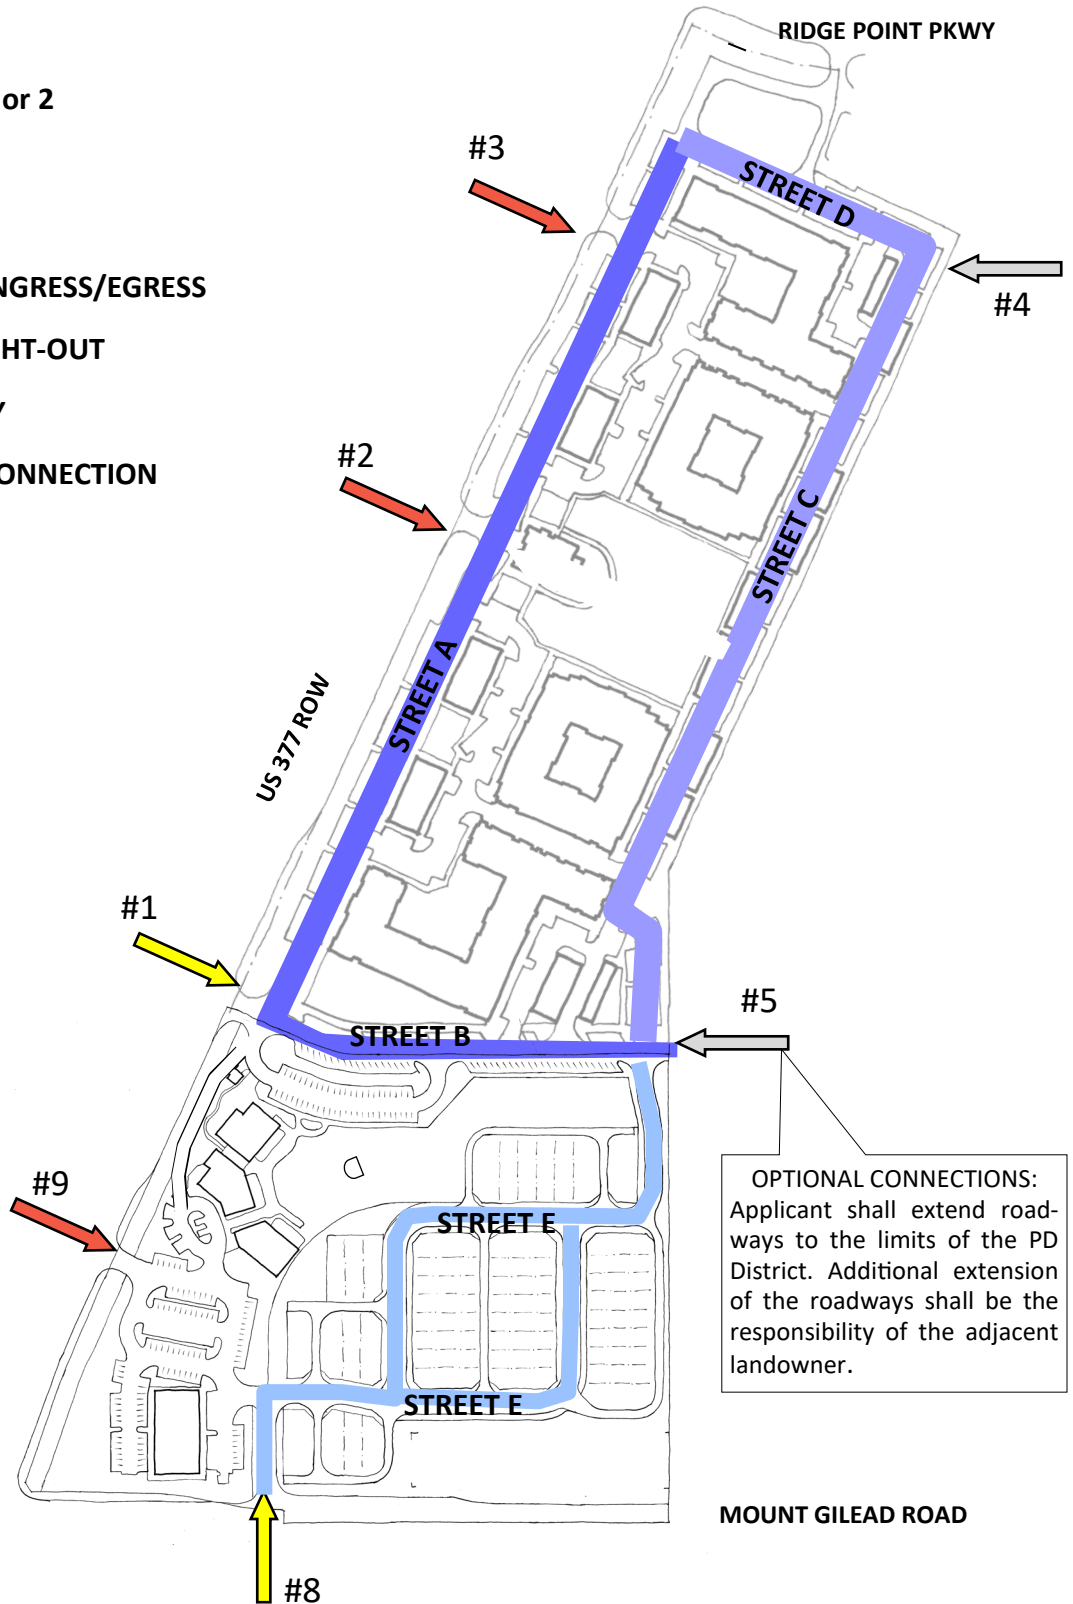 RIDGE POINT PKWY
or 2
#3
STREET D
NGRESS/EGRESS
#4
HT-OUT
Y
#2
ONNECTION
STREET C
STREET A
US 377 ROW
#1
#5
STREET B
OPTIONAL CONNECTIONS:
Applicant shall extend road-
ways to the limits of the PD
District. Additional extension
of the roadways shall be the
responsibility of the adjacent
landowner.
#9
STREET E
STREET E
MOUNT GILEAD ROAD
#8